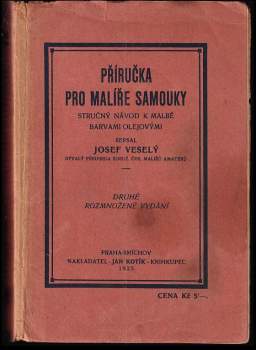 PŘÍRUČKA
PRO MALÍŘE SAMOUKY
STRUČNÝ NÁVOD K MALBĚ
BARVAMI OLEJOVÝMI
SEPSAL
JOSEF VESELÝ
DRUHÉ
ROZMNOŽENÉ VYDÁNÍ
PRAHA-SMÍCHOV
NAKLADATEL - JAN KOTÍK - KNIHKUPEC
1925
CENA Kč 5'—.